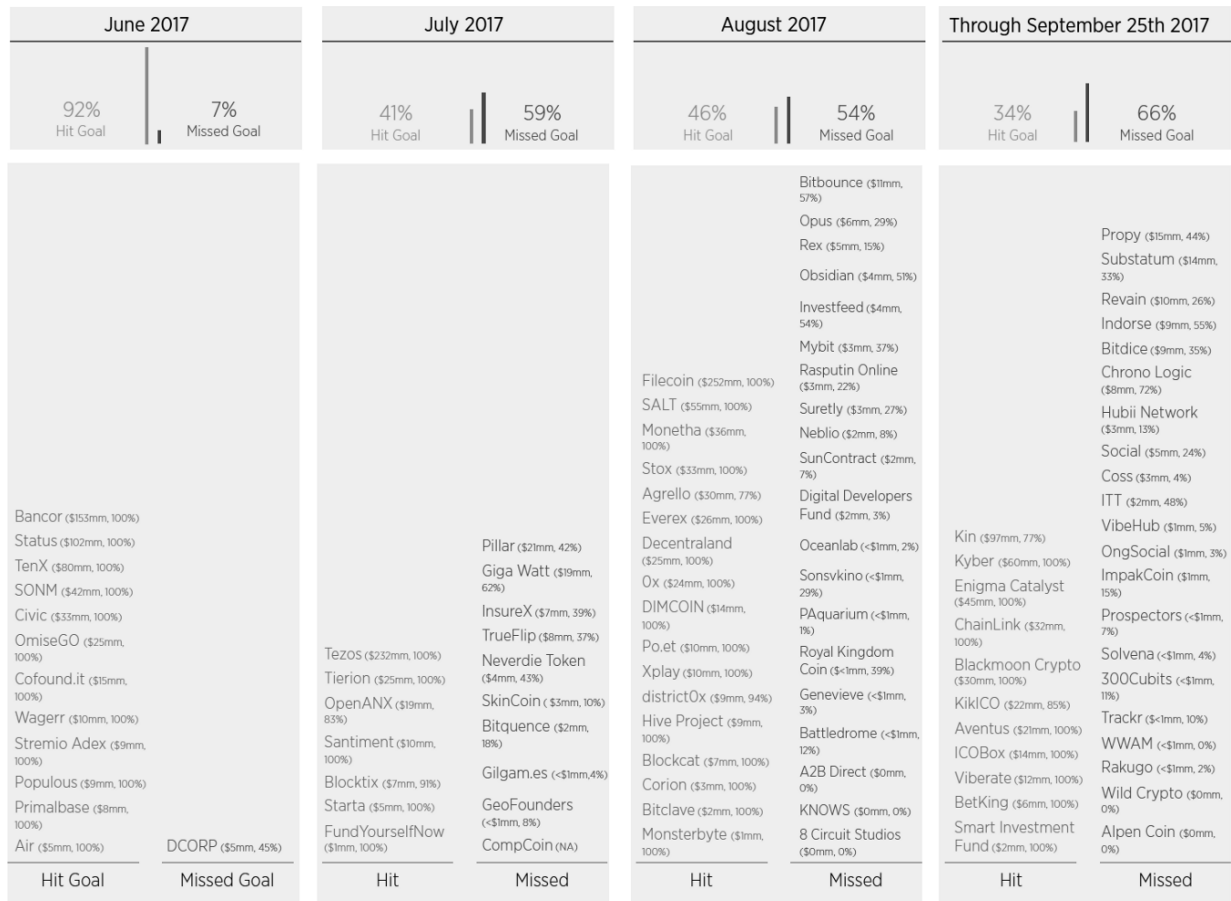 June 2017
92%
Hit Goal
7%
Missed Goal
Bancor ($153mm, 100%)
Status ($102mm, 100%)
TenX ($80mm, 100%)
SONM ($42mm, 100%)
Civic ($33mm, 100%)
OmiseGO ($25mm,
100%)
Cofound.it ($15mm,
100%)
Wagerr ($10mm, 100%)
Stremio Adex ($9mm,
100%)
Populous ($9mm, 100%)
Primalbase ($8mm,
100%)
Air ($5mm, 100%)
Hit Goal
DCORP ($5mm, 45%)
Missed Goal
July 2017
41%
Hit Goal
59%
Missed Goal
Tezos ($232mm, 100%)
Tierion ($25mm, 100%)
OpenANX ($19mm,
83%)
Santiment ($10mm,
100%)
Blocktix ($7mm, 91%)
Starta ($5mm, 100%)
FundYourselfNow
($1mm, 100%)
Hit
Pillar ($21mm, 42%)
Giga Watt ($19mm,
62%)
InsureX ($7mm, 39%)
TrueFlip ($8mm, 37%)
Neverdie Token
($4mm, 43%)
SkinCoin ($3mm, 10%)
Bitquence ($2mm,
18%)
Gilgam.es (<$1mm,4%)
GeoFounders
(<$1mm, 8%)
CompCoin (NA)
Missed
August 2017
46%
Hit Goal
54%
Missed Goal
Filecoin ($252mm, 100%)
SALT ($55mm, 100%)
Monetha ($36mm,
100%)
Stox ($33mm, 100%)
Agrello ($30mm, 77%)
Everex ($26mm, 100%)
Decentraland
($25mm, 100%)
0x ($24mm, 100%)
DIMCOIN ($14mm,
100%)
Po.et ($10mm, 100%)
Xplay ($10mm, 100%)
district0x ($9mm, 94%)
Hive Project ($9mm,
100%)
Blockcat ($7mm, 100%)
Corion ($3mm, 100%)
Bitclave ($2mm, 100%)
Monsterbyte ($1mm,
100%)
Hit
Bitbounce ($11mm,
57%)
Opus ($6mm, 29%)
Rex ($5mm, 15%)
Obsidian ($4mm, 51%)
Investfeed ($4mm,
54%)
Mybit ($3mm, 37%)
Rasputin Online
($3mm, 22%)
Suretly ($3mm, 27%)
Neblio ($2mm, 8%)
SunContract ($2mm,
7%)
Digital Developers
Fund ($2mm, 3%)
Oceanlab (<$1mm, 2%)
Sonsvkino (<$1mm,
29%)
PAquarium (<$1mm,
1%)
Royal Kingdom
Coin ($<1mm, 39%)
Genevieve (<$1mm,
3%)
Battledrome (<$1mm,
12%)
A2B Direct ($0mm,
0%)
KNOWS ($0mm, 0%)
8 Circuit Studios
($0mm, 0%)
Missed
Through September 25th 2017
34%
Hit Goal
66%
Missed Goal
Kin ($97mm, 77%)
Kyber ($60mm, 100%)
Enigma Catalyst
($45mm, 100%)
ChainLink ($32mm,
100%)
Blackmoon Crypto
($30mm, 100%)
KikICO ($22mm, 85%)
Aventus ($21mm, 100%)
ICOBox ($14mm, 100%)
Viberate ($12mm, 100%)
BetKing ($6mm, 100%)
Smart Investment
Fund ($2mm, 100%)
Hit
Propy ($15mm, 44%)
Substatum ($14mm,
33%)
Revain ($10mm, 26%)
Indorse ($9mm, 55%)
Bitdice ($9mm, 35%)
Chrono Logic
($8mm, 72%)
Hubii Network
($3mm, 13%)
Social ($5mm, 24%)
Coss ($3mm, 4%)
ITT ($2mm, 48%)
VibeHub ($1mm, 5%)
OngSocial ($1mm, 3%)
ImpakCoin ($1mm,
15%)
Prospectors (<$1mm,
7%)
Solvena (<$1mm, 4%)
300Cubits (<$1mm,
11%)
Trackr ($<1mm, 10%)
WWAM (<$1mm, 0%)
Rakugo (<$1mm, 2%)
Wild Crypto ($0mm,
0%)
Alpen Coin ($0mm,
0%)
Missed